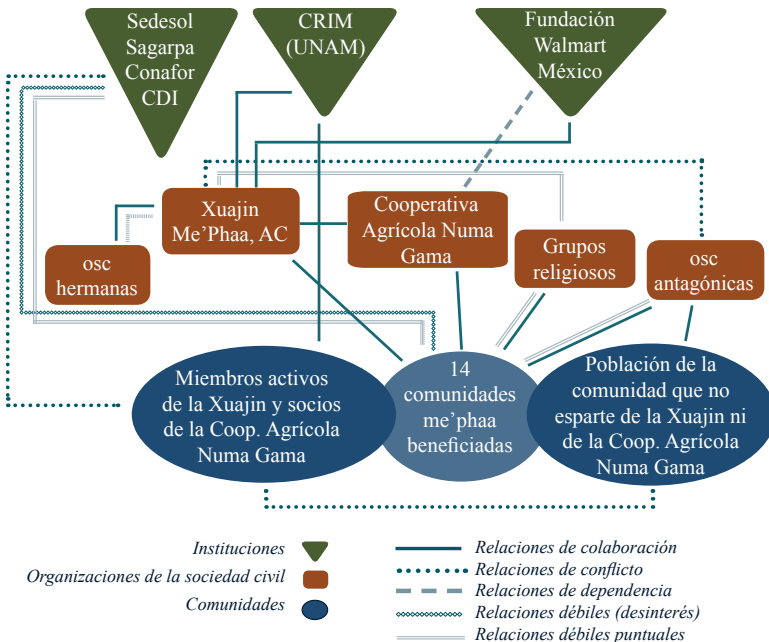 Sedesol
Sagarpa
Conafor
CDI
CRIM
(UNAM)
Fundación
Walmart
México
Xuajin
Me’Phaa, AC
Cooperativa
Agrícola Numa
Gama
Grupos
religiosos
osc
hermanas
osc
antagónicas
Miembros activos
de la Xuajin y socios
de la Coop. Agrícola
Numa Gama
14
comunidades
me’phaa
beneficiadas
Población de la
comunidad que no
esparte de la Xuajin ni
de la Coop. Agrícola
Numa Gama
Instituciones
Organizaciones de la sociedad civil
Comunidades
Relaciones de colaboración
Relaciones de conflicto
Relaciones de dependencia
Relaciones débiles (desinterés)
Relaciones débiles puntuales